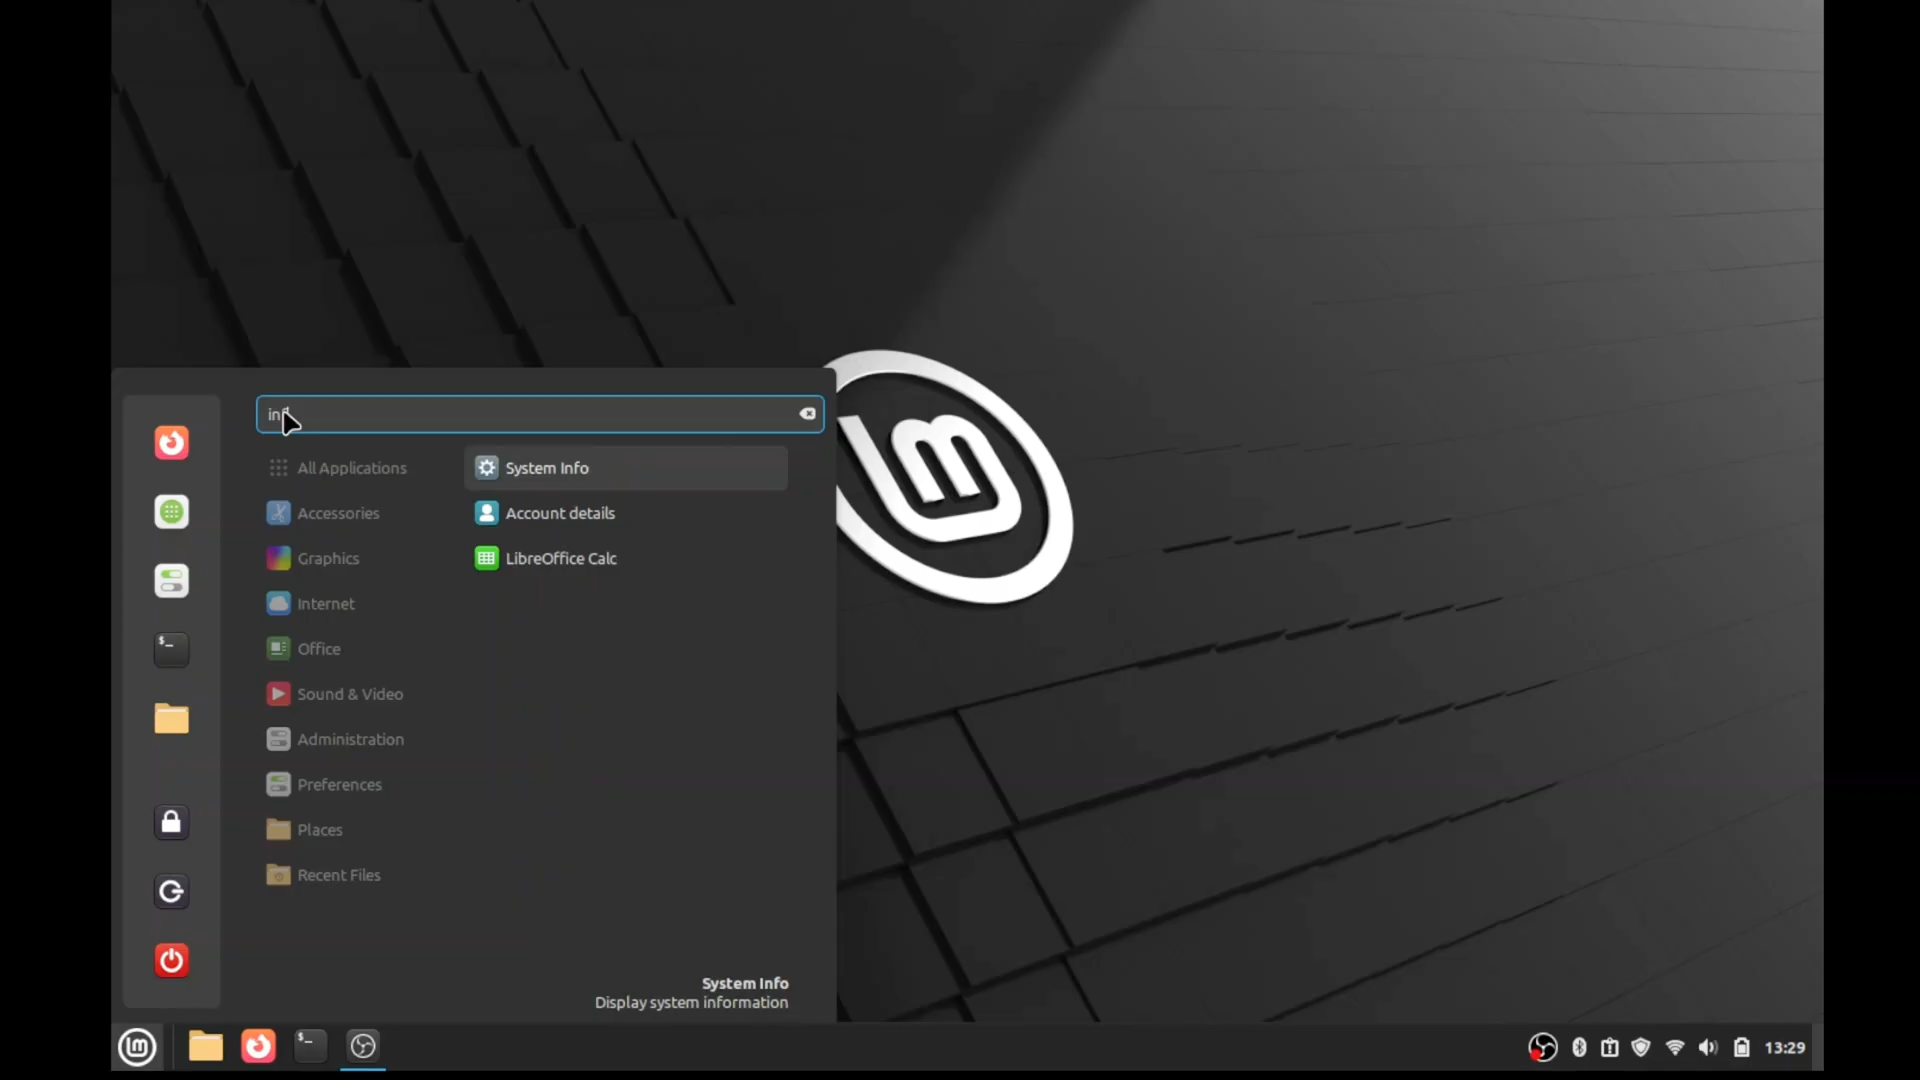 inf
All Applications
System Info
Accessories
Account details
Graphics
LibreOffice Calc
Internet
Office
Sound & Video
Administration
Preferences
Places
Recent Files
System Info
Display system information
13:29